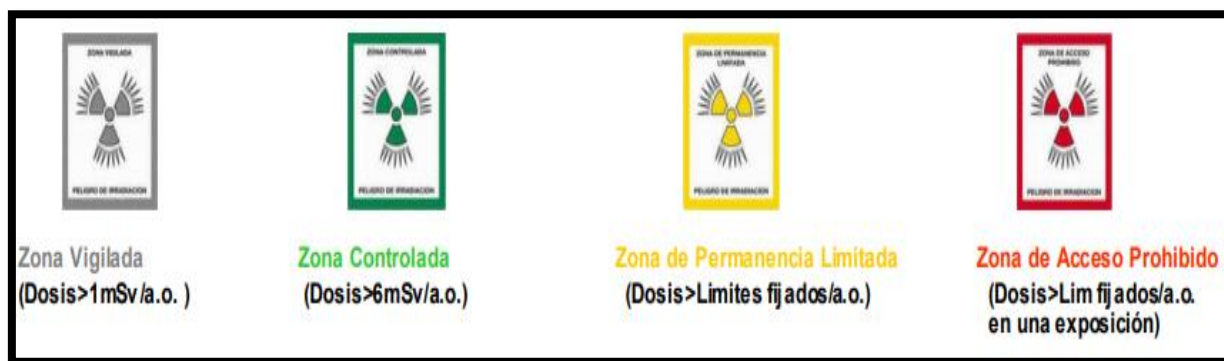 ZONA VIGILADA
PELIGRO DE IRRADIACION
ZONA CONTROLADA
PELIGRO DE IRRADIACION
ZONA DE PERMANENCIA
LIMITADA
PELIGRO DE IRRADIACION
ZONA DE ACCESO
PROHIBIDO
PELIGRO DE IRRADIACION
Zona Vigilada
(Dosis>1mSv/a.o. )
Zona Controlada
(Dosis>6mSv/a.o.)
Zona de Permanencia Limitada
(Dosis>Limites fijados/a.o.)
Zona de Acceso Prohibido
(Dosis>Lim fijados/a.o.
en una exposición)